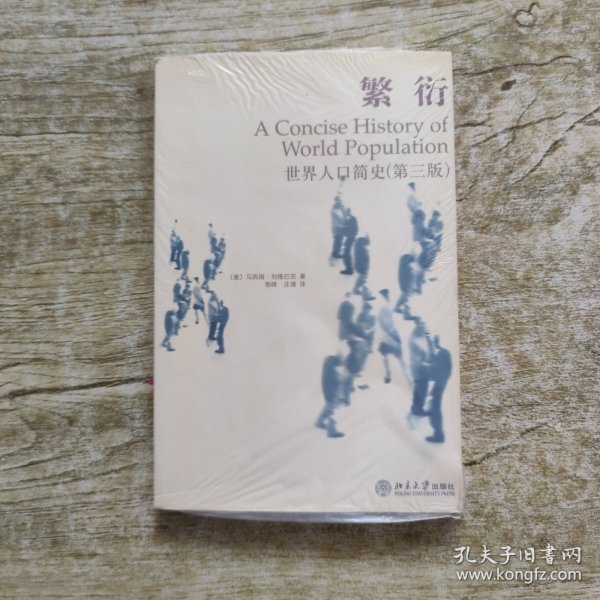 繁衍
A Concise History of
World Population
世界人口简史(第三版)
〔意〕马西姆·利维巴茨 著
郭峰 庄瑾 译
北京大学出版社
PEKING UNIVERSITY PRESS
孔夫子旧書网
www.kongfz.com